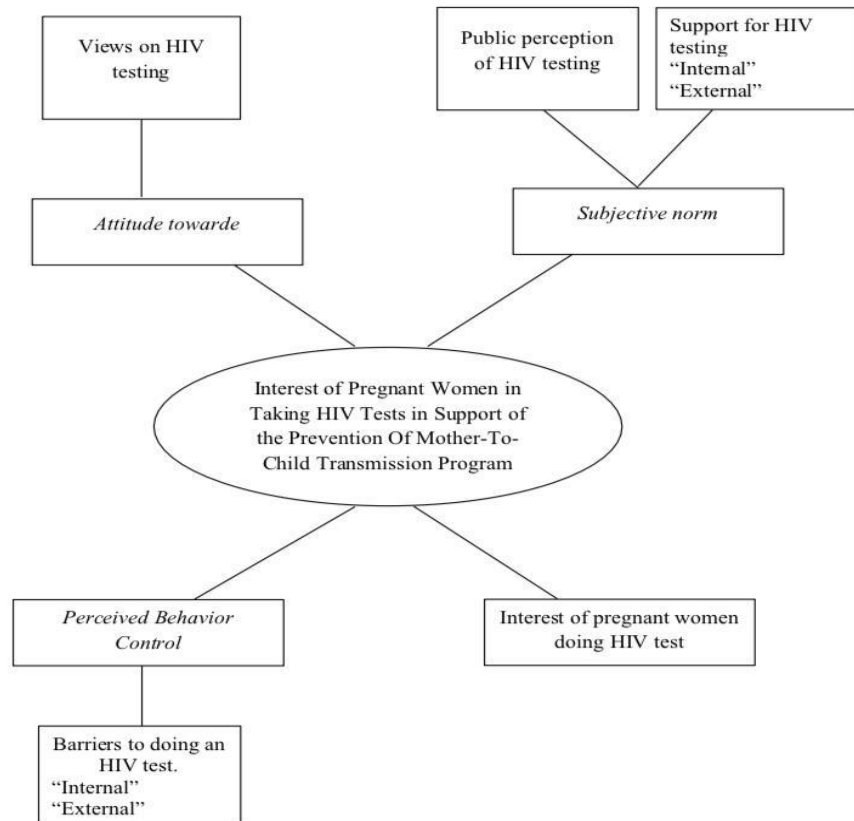 Views on HIV
testing
Public perception
of HIV testing
Support for HIV
testing
“Internal”
“External”
Attitude towarde
Subjective norm
Interest of Pregnant Women in
Taking HIV Tests in Support of
the Prevention Of Mother-To-
Child Transmission Program
Perceived Behavior
Control
Interest of pregnant women
doing HIV test
Barriers to doing an
HIV test.
“Internal”
“External”